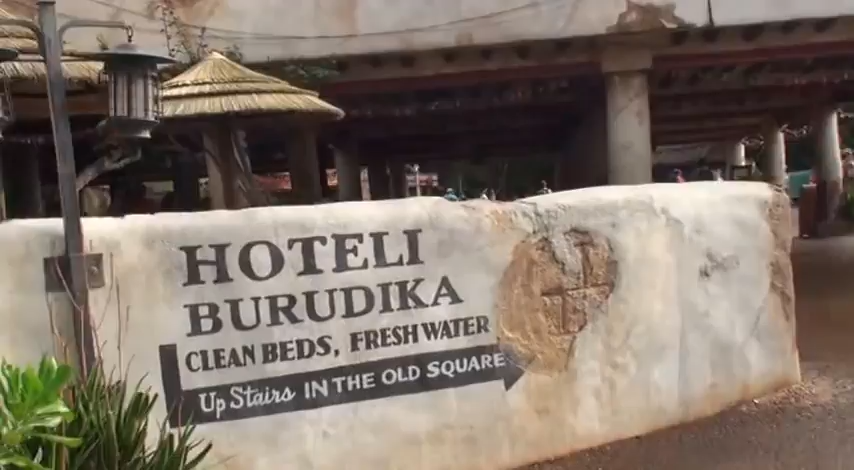 HOTELI
BURUDIKA
CLEAN BEDS, FRESH WATER
Up Stairs IN THE OLD SQUARE